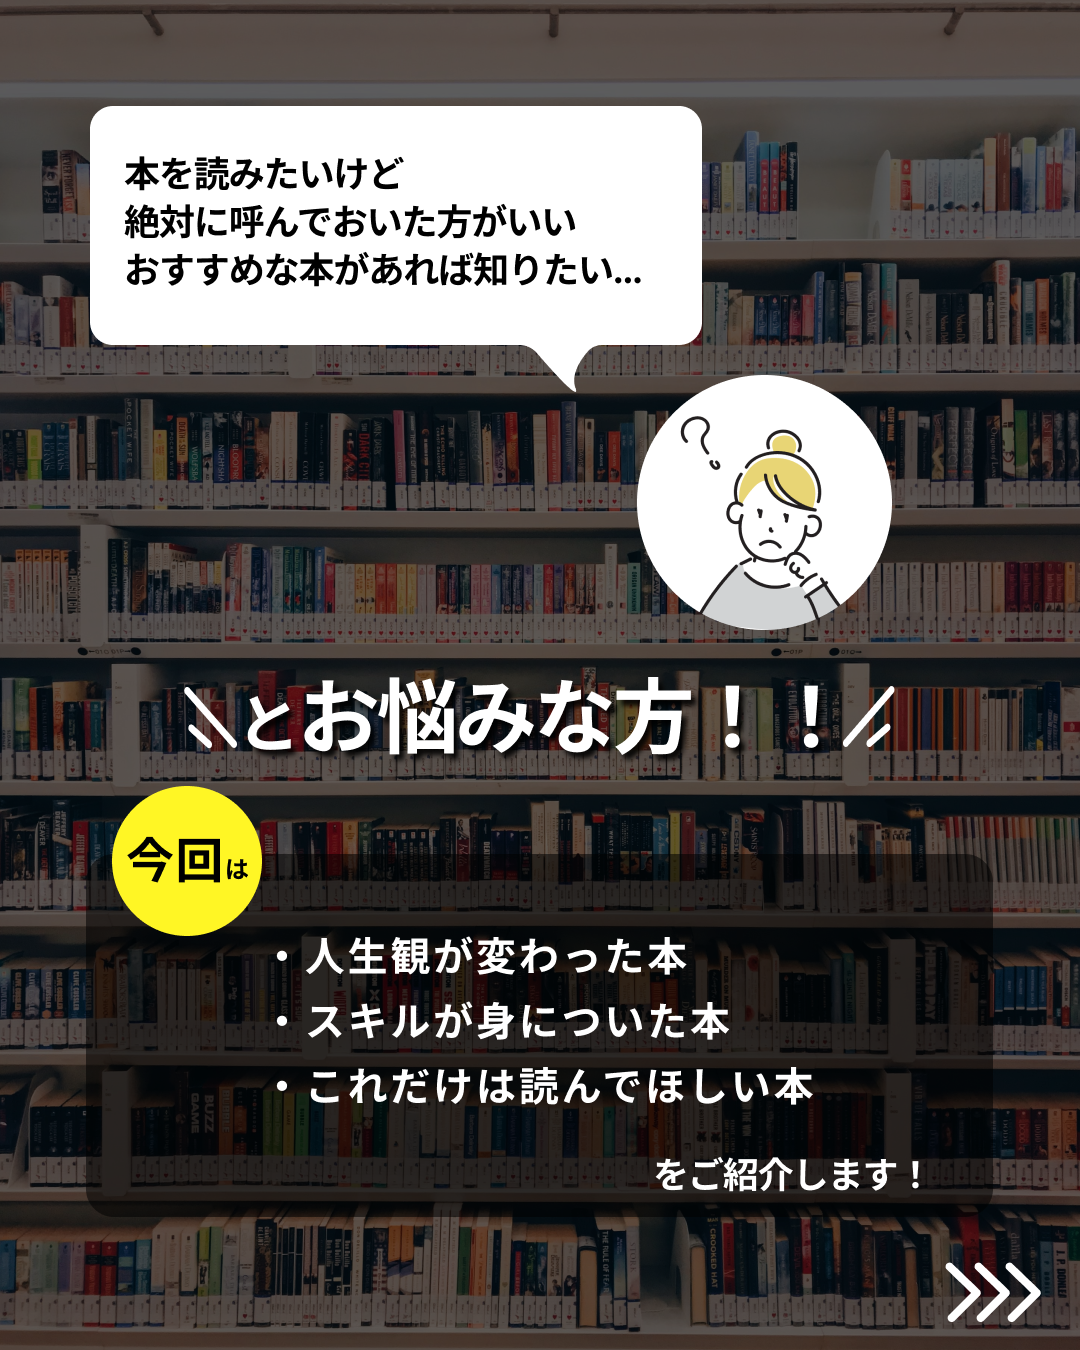 本を読みたいけど
絶対に呼んでおいた方がいい
おすすめな本があれば知りたい...
とお悩みな方！！
今回は
・人生観が変わった本
・スキルが身についた本
・これだけは読んでほしい本
をご紹介します！